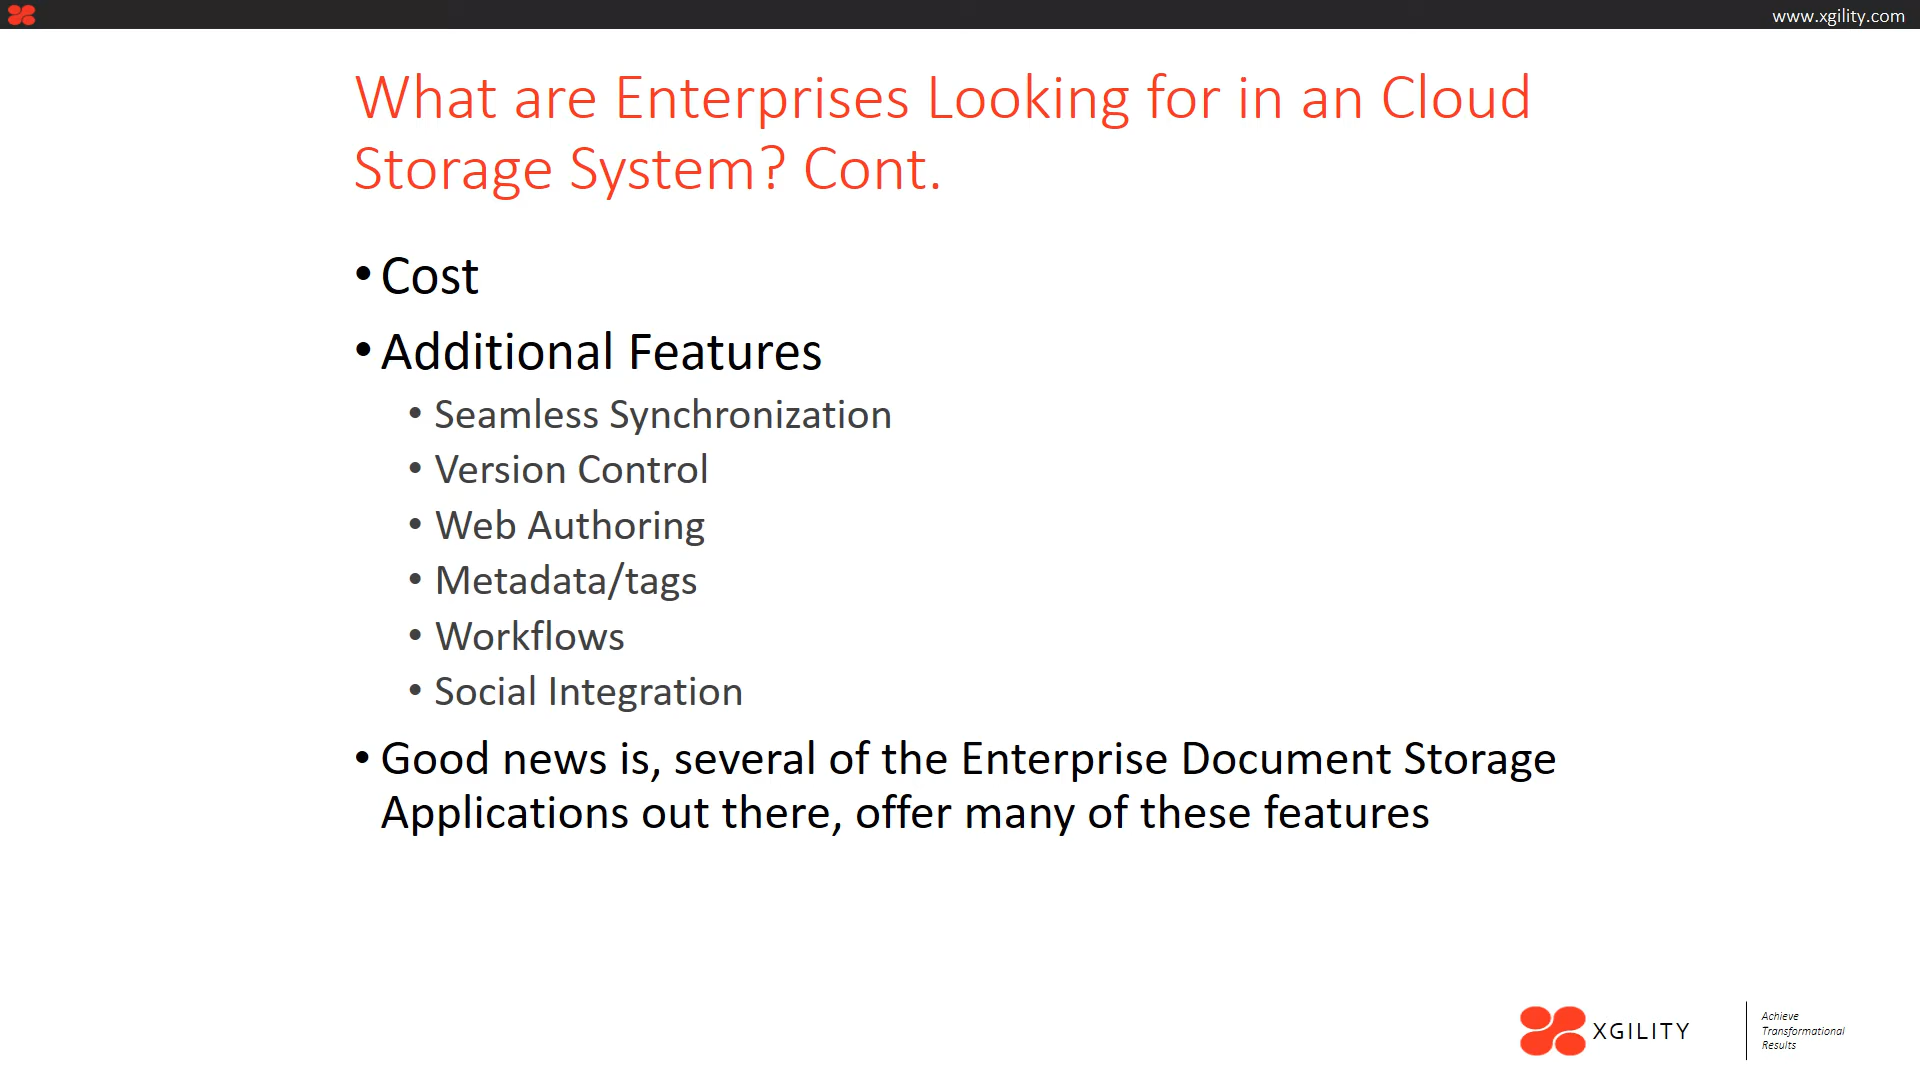 www.xgility.com
What are Enterprises Looking for in an Cloud
Storage System? Cont.
• Cost
• Additional Features
• Seamless Synchronization
• Version Control
• Web Authoring
• Metadata/tags
• Workflows
• Social Integration
• Good news is, several of the Enterprise Document Storage
Applications out there, offer many of these features
XGILITY
Achieve
Transformational
Results